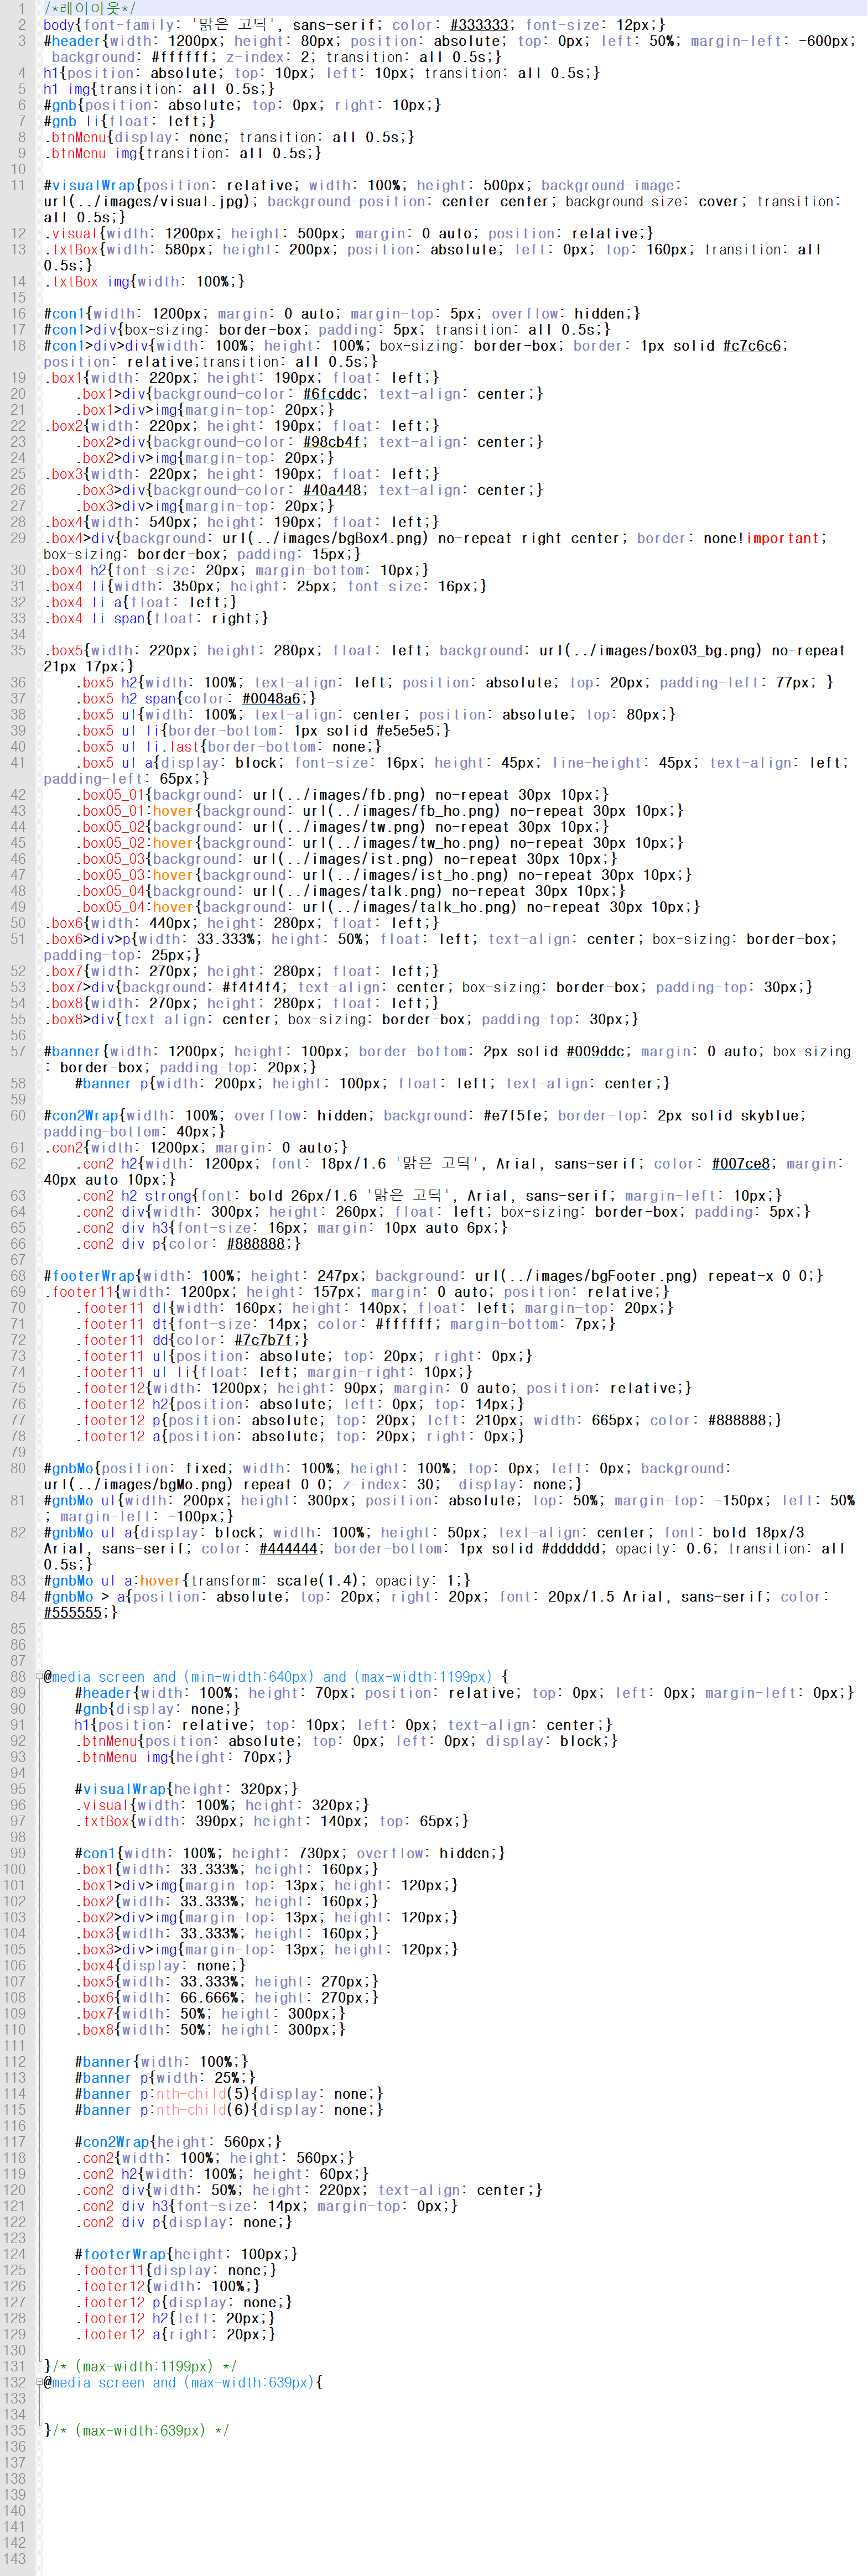 1 /*레이아웃*/
2 body{font-family: '맑은 고딕', sans-serif; color: #333333; font-size: 12px;}
3 #header{width: 1200px; height: 80px; position: absolute; top: 0px; left: 50%; margin-left: -600px;
background: #ffffff; z-index: 2; transition: all 0.5s;}
4 h1{position: absolute; top: 10px; left: 10px; transition: all 0.5s;}
5 h1 img{transition: all 0.5s;}
6 #gnb{position: absolute; top: 0px; right: 10px;}
7 #gnb li{float: left;}
8 .btnMenu{display: none; transition: all 0.5s;}
9 .btnMenu img{transition: all 0.5s;}
10
11 #visualWrap{position: relative; width: 100%; height: 500px; background-image:
url(../images/visual.jpg); background-position: center center; background-size: cover; transition:
all 0.5s;}
12 .visual{width: 1200px; height: 500px; margin: 0 auto; position: relative;}
13 .txtBox{width: 580px; height: 200px; position: absolute; left: 0px; top: 160px; transition: all
0.5s;}
14 .txtBox img{width: 100%;}
15
16 #con1{width: 1200px; margin: 0 auto; margin-top: 5px; overflow: hidden;}
17 #con1>div{box-sizing: border-box; padding: 5px; transition: all 0.5s;}
18 #con1>div>div{width: 100%; height: 100%; box-sizing: border-box; border: 1px solid #c7c6c6;
position: relative;transition: all 0.5s;}
19 .box1{width: 220px; height: 190px; float: left;}
20 .box1>div{background-color: #6fcddc; text-align: center;}
21 .box1>div>img{margin-top: 20px;}
22 .box2{width: 220px; height: 190px; float: left;}
23 .box2>div{background-color: #98cb4f; text-align: center;}
24 .box2>div>img{margin-top: 20px;}
25 .box3{width: 220px; height: 190px; float: left;}
26 .box3>div{background-color: #40a448; text-align: center;}
27 .box3>div>img{margin-top: 20px;}
28 .box4{width: 540px; height: 190px; float: left;}
29 .box4>div{background: url(../images/bgBox4.png) no-repeat right center; border: none!important;
box-sizing: border-box; padding: 15px;}
30 .box4 h2{font-size: 20px; margin-bottom: 10px;}
31 .box4 li{width: 350px; height: 25px; font-size: 16px;}
32 .box4 li a{float: left;}
33 .box4 li span{float: right;}
34
35 .box5{width: 220px; height: 280px; float: left; background: url(../images/box03_bg.png) no-repeat
21px 17px;}
36 .box5 h2{width: 100%; text-align: left; position: absolute; top: 20px; padding-left: 77px; }
37 .box5 h2 span{color: #0048a6;}
38 .box5 ul{width: 100%; text-align: center; position: absolute; top: 80px;}
39 .box5 ul li{border-bottom: 1px solid #e5e5e5;}
40 .box5 ul li.last{border-bottom: none;}
41 .box5 ul a{display: block; font-size: 16px; height: 45px; line-height: 45px; text-align: left;
padding-left: 65px;}
42 .box05_01{background: url(../images/fb.png) no-repeat 30px 10px;}
43 .box05_01:hover{background: url(../images/fb_ho.png) no-repeat 30px 10px;}
44 .box05_02{background: url(../images/tw.png) no-repeat 30px 10px;}
45 .box05_02:hover{background: url(../images/tw_ho.png) no-repeat 30px 10px;}
46 .box05_03{background: url(../images/ist.png) no-repeat 30px 10px;}
47 .box05_03:hover{background: url(../images/ist_ho.png) no-repeat 30px 10px;}
48 .box05_04{background: url(../images/talk.png) no-repeat 30px 10px;}
49 .box05_04:hover{background: url(../images/talk_ho.png) no-repeat 30px 10px;}
50 .box6{width: 440px; height: 280px; float: left;}
51 .box6>div>p{width: 33.333%; height: 50%; float: left; text-align: center; box-sizing: border-box;
padding-top: 25px;}
52 .box7{width: 270px; height: 280px; float: left;}
53 .box7>div{background: #f4f4f4; text-align: center; box-sizing: border-box; padding-top: 30px;}
54 .box8{width: 270px; height: 280px; float: left;}
55 .box8>div{text-align: center; box-sizing: border-box; padding-top: 30px;}
56
57 #banner{width: 1200px; height: 100px; border-bottom: 2px solid #009ddc; margin: 0 auto; box-sizing
: border-box; padding-top: 20px;}
58 #banner p{width: 200px; height: 100px; float: left; text-align: center;}
59
60 #con2Wrap{width: 100%; overflow: hidden; background: #e7f5fe; border-top: 2px solid skyblue;
padding-bottom: 40px;}
61 .con2{width: 1200px; margin: 0 auto;}
62 .con2 h2{width: 1200px; font: 18px/1.6 '맑은 고딕', Arial, sans-serif; color: #007ce8; margin:
40px auto 10px;}
63 .con2 h2 strong{font: bold 26px/1.6 '맑은 고딕', Arial, sans-serif; margin-left: 10px;}
64 .con2 div{width: 300px; height: 260px; float: left; box-sizing: border-box; padding: 5px;}
65 .con2 div h3{font-size: 16px; margin: 10px auto 6px;}
66 .con2 div p{color: #888888;}
67
68 #footerWrap{width: 100%; height: 247px; background: url(../images/bgFooter.png) repeat-x 0 0;}
69 .footer11{width: 1200px; height: 157px; margin: 0 auto; position: relative;}
70 .footer11 dl{width: 160px; height: 140px; float: left; margin-top: 20px;}
71 .footer11 dt{font-size: 14px; color: #ffffff; margin-bottom: 7px;}
72 .footer11 dd{color: #7c7b7f;}
73 .footer11 ul{position: absolute; top: 20px; right: 0px;}
74 .footer11 ul li{float: left; margin-right: 10px;}
75 .footer12{width: 1200px; height: 90px; margin: 0 auto; position: relative;}
76 .footer12 h2{position: absolute; left: 0px; top: 14px;}
77 .footer12 p{position: absolute; top: 20px; left: 210px; width: 665px; color: #888888;}
78 .footer12 a{position: absolute; top: 20px; right: 0px;}
79
80 #gnbMo{position: fixed; width: 100%; height: 100%; top: 0px; left: 0px; background:
url(../images/bgMo.png) repeat 0 0; z-index: 30;  display: none;}
81 #gnbMo ul{width: 200px; height: 300px; position: absolute; top: 50%; margin-top: -150px; left: 50%
; margin-left: -100px;}
82 #gnbMo ul a{display: block; width: 100%; height: 50px; text-align: center; font: bold 18px/3
Arial, sans-serif; color: #444444; border-bottom: 1px solid #dddddd; opacity: 0.6; transition: all
0.5s;}
83 #gnbMo ul a:hover{transform: scale(1.4); opacity: 1;}
84 #gnbMo > a{position: absolute; top: 20px; right: 20px; font: 20px/1.5 Arial, sans-serif; color:
#555555;}
85
86
87
88 @media screen and (min-width:640px) and (max-width:1199px) {
89 #header{width: 100%; height: 70px; position: relative; top: 0px; left: 0px; margin-left: 0px;}
90 #gnb{display: none;}
91 h1{position: relative; top: 10px; left: 0px; text-align: center;}
92 .btnMenu{position: absolute; top: 0px; left: 0px; display: block;}
93 .btnMenu img{height: 70px;}
94
95 #visualWrap{height: 320px;}
96 .visual{width: 100%; height: 320px;}
97 .txtBox{width: 390px; height: 140px; top: 65px;}
98
99 #con1{width: 100%; height: 730px; overflow: hidden;}
100 .box1{width: 33.333%; height: 160px;}
101 .box1>div>img{margin-top: 13px; height: 120px;}
102 .box2{width: 33.333%; height: 160px;}
103 .box2>div>img{margin-top: 13px; height: 120px;}
104 .box3{width: 33.333%; height: 160px;}
105 .box3>div>img{margin-top: 13px; height: 120px;}
106 .box4{display: none;}
107 .box5{width: 33.333%; height: 270px;}
108 .box6{width: 66.666%; height: 270px;}
109 .box7{width: 50%; height: 300px;}
110 .box8{width: 50%; height: 300px;}
111
112 #banner{width: 100%;}
113 #banner p{width: 25%;}
114 #banner p:nth-child(5){display: none;}
115 #banner p:nth-child(6){display: none;}
116
117 #con2Wrap{height: 560px;}
118 .con2{width: 100%; height: 560px;}
119 .con2 h2{width: 100%; height: 60px;}
120 .con2 div{width: 50%; height: 220px; text-align: center;}
121 .con2 div h3{font-size: 14px; margin-top: 0px;}
122 .con2 div p{display: none;}
123
124 #footerWrap{height: 100px;}
125 .footer11{display: none;}
126 .footer12{width: 100%;}
127 .footer12 p{display: none;}
128 .footer12 h2{left: 20px;}
129 .footer12 a{right: 20px;}
130
131 }/* (max-width:1199px) */
132 @media screen and (max-width:639px){
133
134
135 }/* (max-width:639px) */
136
137
138
139
140
141
142
143